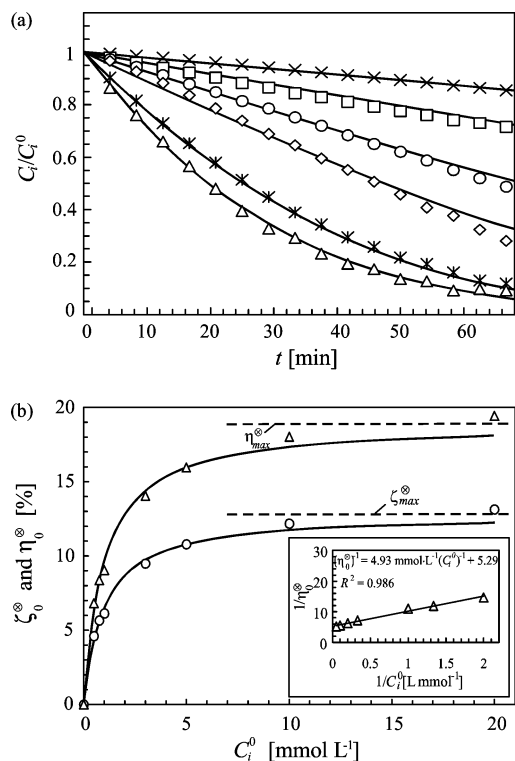 (a)
1
0.8
0.6
0.4
0.2
0
C_i/C_i^0
0 10 20 30 40 50 60
t [min]
(b)
20
15
10
5
0
ζ_0^⊗ and η_0^⊗ [%]
η_max^⊗
ζ_max^⊗
30
20
10
0
1/η_0^⊗
(η_0^⊗)^-1 = 4.93 mmol·L^-1(C_i^0)^-1 + 5.29
R^2 = 0.986
0 0.5 1 1.5 2
1/C_i^0 [L mmol^-1]
0 5 10 15 20
C_i^0 [mmol L^-1]